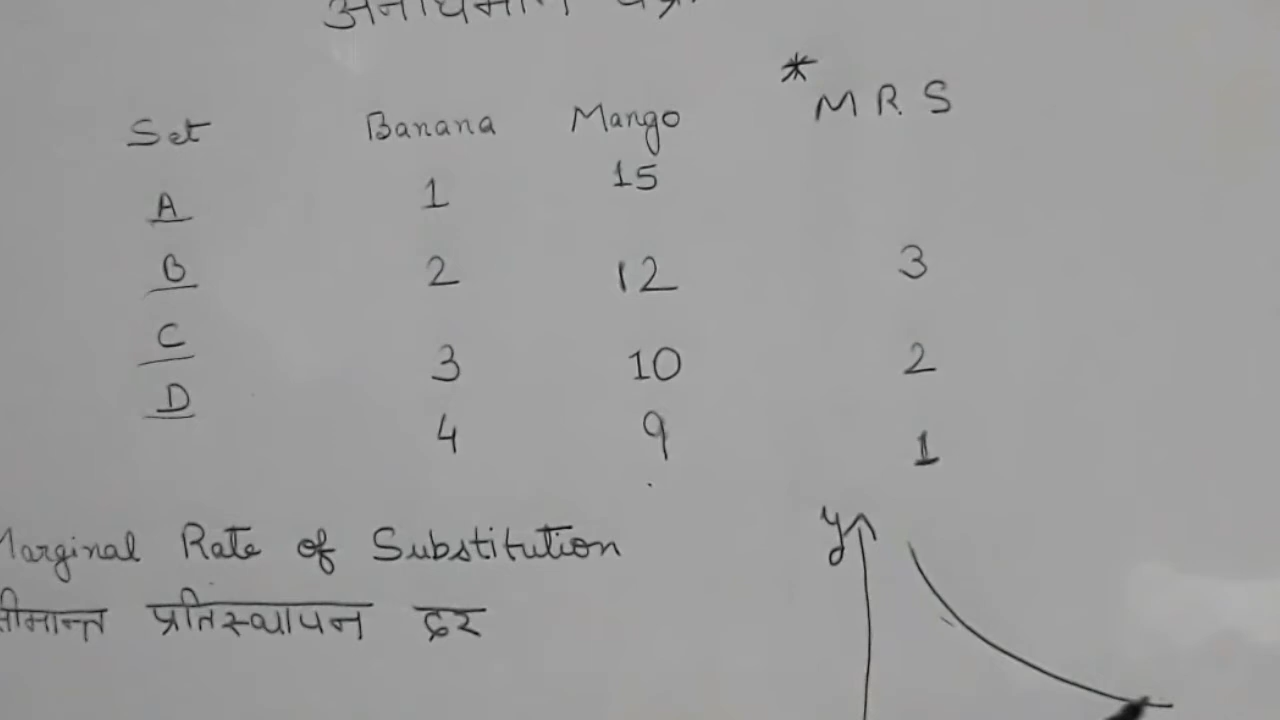 Set Banana Mango * M R. S
A 1 15
B 2 12 3
C 3 10 2
D 4 9 1
Marginal Rate of Substitution
सीमान्त प्रतिस्थापन दर
y